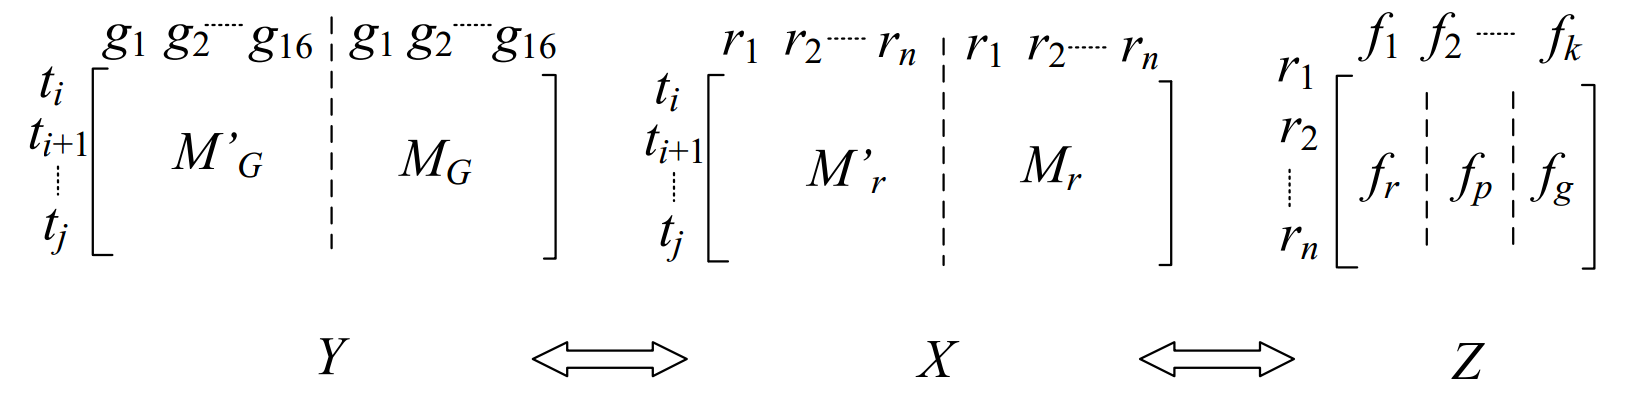 g1 g2 ...... g16 | g1 g2 ...... g16
ti
ti+1
tj
M'G
MG
r1 r2 ...... rn | r1 r2 ...... rn
ti
ti+1
tj
M'r
Mr
f1 f2 ...... fk
r1
r2
rn
fr
fp
fg
Y
X
Z